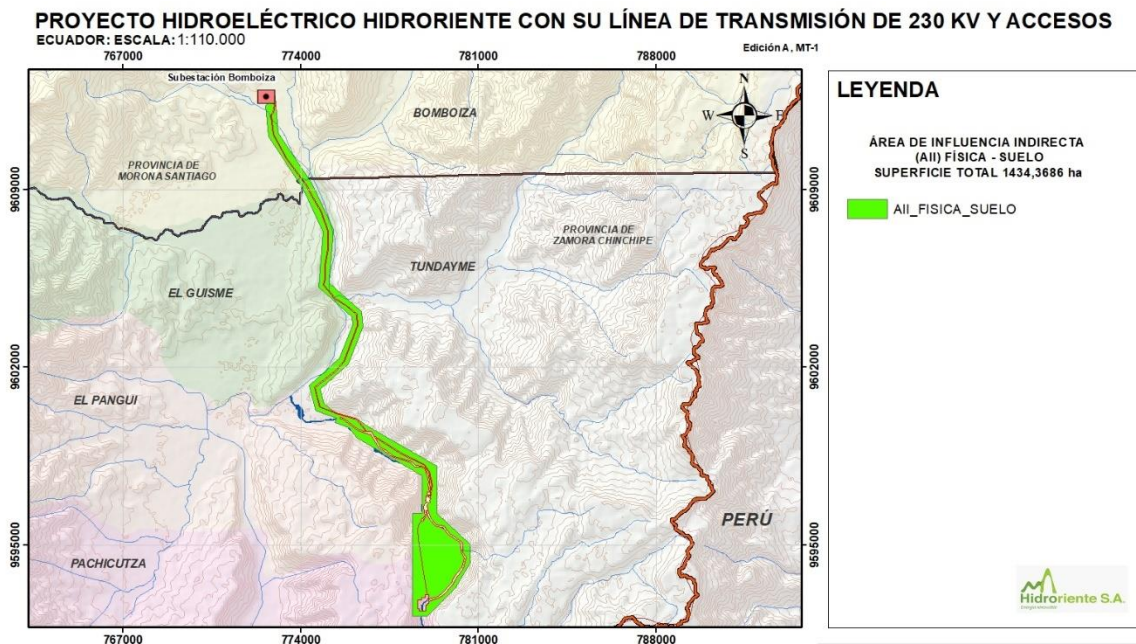 PROYECTO HIDROELÉCTRICO HIDRORIENTE CON SU LÍNEA DE TRANSMISIÓN DE 230 KV Y ACCESOS
ECUADOR: ESCALA: 1:110.000
Edición A, MT-1
767000 774000 781000 788000
Subestación Bomboiza
BOMBOIZA
N
W E
S
PROVINCIA DE
MORONA SANTIAGO
9609000 9609000
PROVINCIA DE
ZAMORA CHINCHIPE
TUNDAYME
EL GUISME
9602000 9602000
EL PANGUI
PERÚ
9595000 9595000
PACHICUTZA
767000 774000 781000 788000
LEYENDA
ÁREA DE INFLUENCIA INDIRECTA
(AII) FÍSICA - SUELO
SUPERFICIE TOTAL 1434,3686 ha
AII_FISICA_SUELO
Hidroriente S.A.